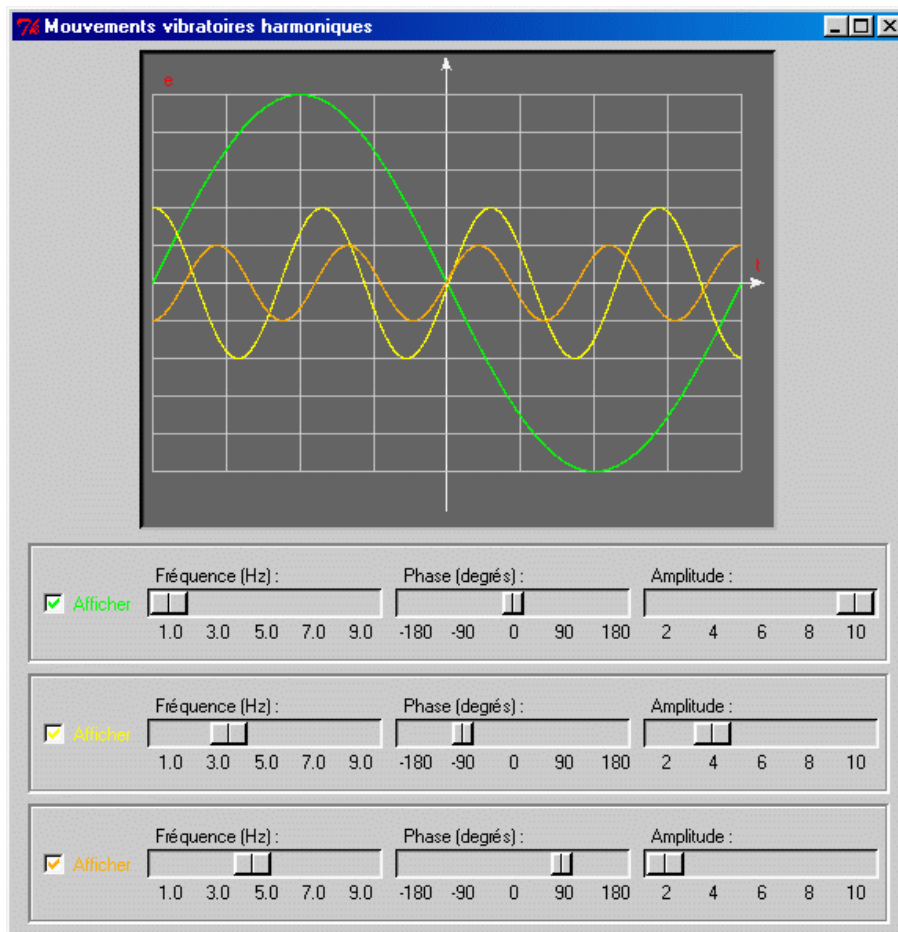 Mouvements vibratoires harmoniques
e
t
Fréquence (Hz) : Phase (degrés) : Amplitude :
Afficher
1.0 3.0 5.0 7.0 9.0 -180 -90 0 90 180 2 4 6 8 10
Fréquence (Hz) : Phase (degrés) : Amplitude :
Afficher
1.0 3.0 5.0 7.0 9.0 -180 -90 0 90 180 2 4 6 8 10
Fréquence (Hz) : Phase (degrés) : Amplitude :
Afficher
1.0 3.0 5.0 7.0 9.0 -180 -90 0 90 180 2 4 6 8 10